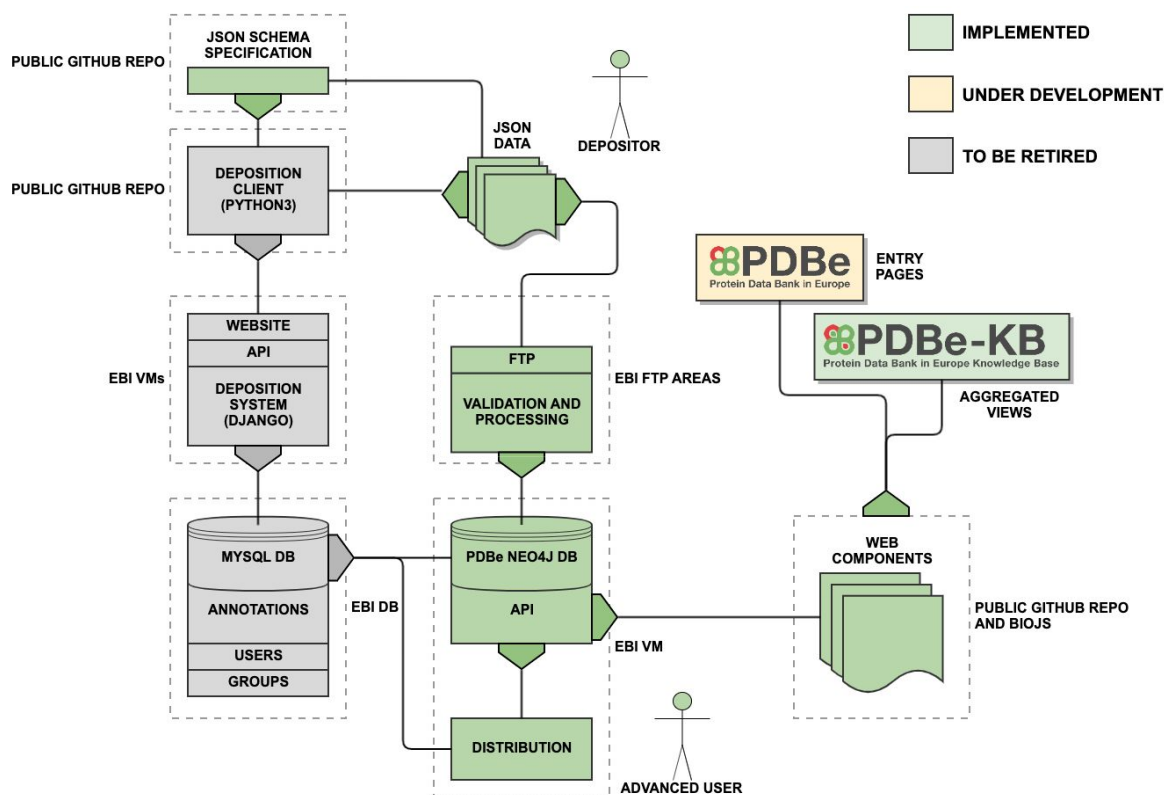 JSON SCHEMA
SPECIFICATION
PUBLIC GITHUB REPO
IMPLEMENTED
UNDER DEVELOPMENT
TO BE RETIRED
JSON
DATA
DEPOSITOR
PUBLIC GITHUB REPO
DEPOSITION
CLIENT
(PYTHON3)
PDBe
Protein Data Bank in Europe
ENTRY
PAGES
WEBSITE
API
DEPOSITION
SYSTEM
(DJANGO)
EBI VMs
FTP
VALIDATION AND
PROCESSING
EBI FTP AREAS
PDBe-KB
Protein Data Bank in Europe Knowledge Base
AGGREGATED
VIEWS
MYSQL DB
ANNOTATIONS
USERS
GROUPS
EBI DB
PDBe NEO4J DB
API
EBI VM
WEB
COMPONENTS
PUBLIC GITHUB REPO
AND BIOJS
DISTRIBUTION
ADVANCED USER